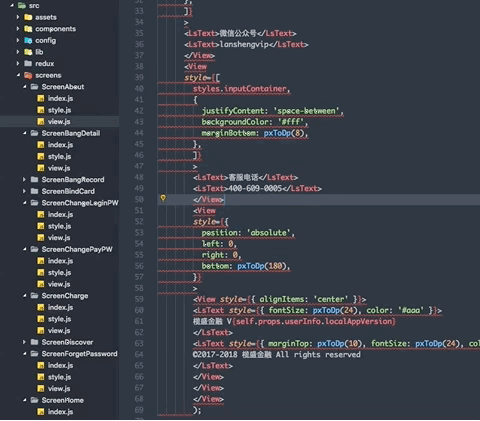 src
assets
components
config
lib
redux
screens
ScreenAbout
index.js
style.js
view.js
ScreenBangDetail
index.js
style.js
view.js
ScreenBangRecord
ScreenBindCard
ScreenChangeLoginPW
index.js
style.js
view.js
ScreenChangePayPW
index.js
style.js
view.js
ScreenCharge
index.js
style.js
view.js
ScreenDiscover
ScreenForgetPassword
index.js
style.js
view.js
ScreenHome
index.js
32 },
33 ]}
34 >
35 <LsText>微信公众号</LsText>
36 <LsText>lanshengvip</LsText>
37 </View>
38 <View
39 style={[
40 styles.inputContainer,
41 {
42 justifyContent: 'space-between',
43 backgroundColor: '#fff',
44 marginBottom: pxToDp(8),
45 },
46 ]}
47 >
48 <LsText>客服电话</LsText>
49 <LsText>400-609-0005</LsText>
50 </View>
51 <View
52 style={{
53 position: 'absolute',
54 left: 0,
55 right: 0,
56 bottom: pxToDp(180),
57 }}
58 >
59 <View style={{ alignItems: 'center' }}>
60 <LsText style={{ fontSize: pxToDp(24), color: '#aaa' }}>
61 榄盛金融 V{self.props.userInfo.localAppVersion}
62 </LsText>
63 <LsText style={{ marginTop: pxToDp(10), fontSize: pxToDp(24), col
64 ©2017-2018 榄盛金融 All rights reserved
65 </LsText>
66 </View>
67 </View>
68 </View>
69 );